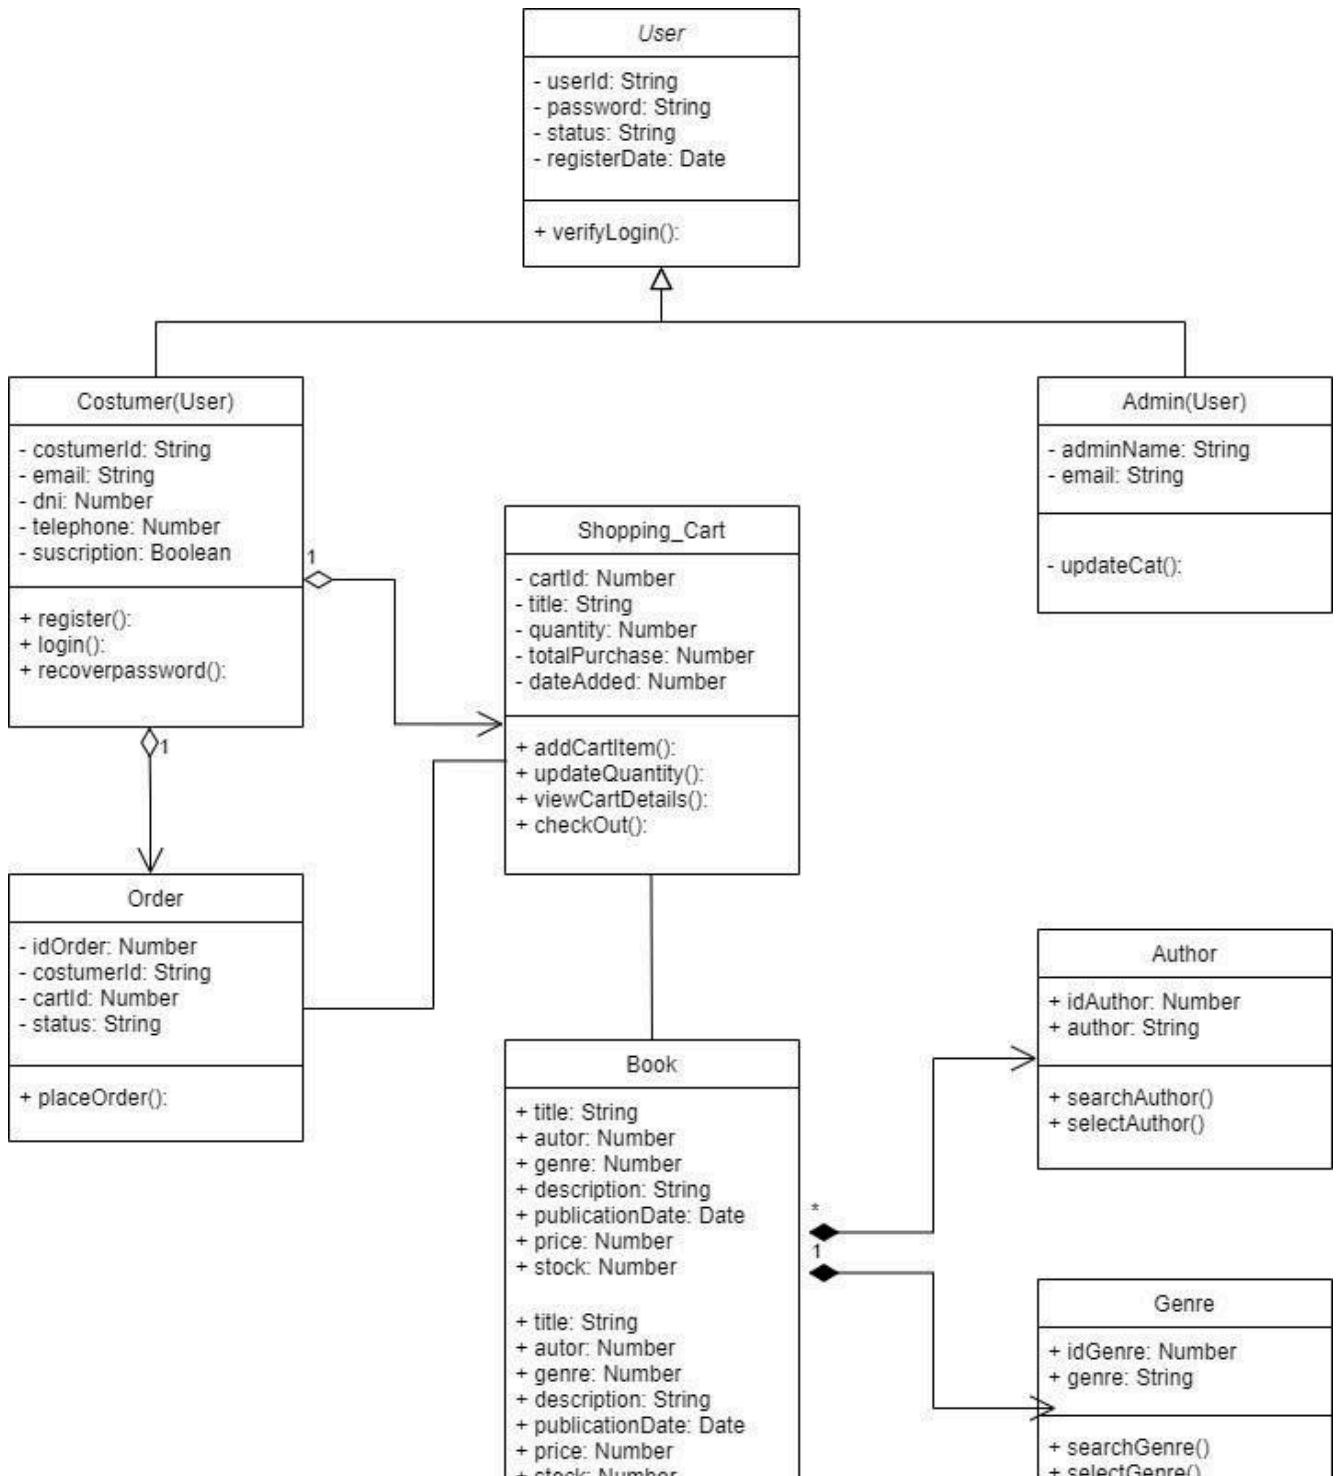 User
- userId: String
- password: String
- status: String
- registerDate: Date
+ verifyLogin():
Costumer(User)
- costumerId: String
- email: String
- dni: Number
- telephone: Number
- suscription: Boolean
+ register():
+ login():
+ recoverpassword():
1
1
Admin(User)
- adminName: String
- email: String
- updateCat():
Shopping_Cart
- cartId: Number
- title: String
- quantity: Number
- totalPurchase: Number
- dateAdded: Number
+ addCartItem():
+ updateQuantity():
+ viewCartDetails():
+ checkOut():
Order
- idOrder: Number
- costumerId: String
- cartId: Number
- status: String
+ placeOrder():
Author
+ idAuthor: Number
+ author: String
+ searchAuthor()
+ selectAuthor()
Book
+ title: String
+ autor: Number
+ genre: Number
+ description: String
+ publicationDate: Date
+ price: Number
+ stock: Number
+ title: String
+ autor: Number
+ genre: Number
+ description: String
+ publicationDate: Date
+ price: Number
+ stock: Number
*
1
Genre
+ idGenre: Number
+ genre: String
+ searchGenre()
+ selectGenre()